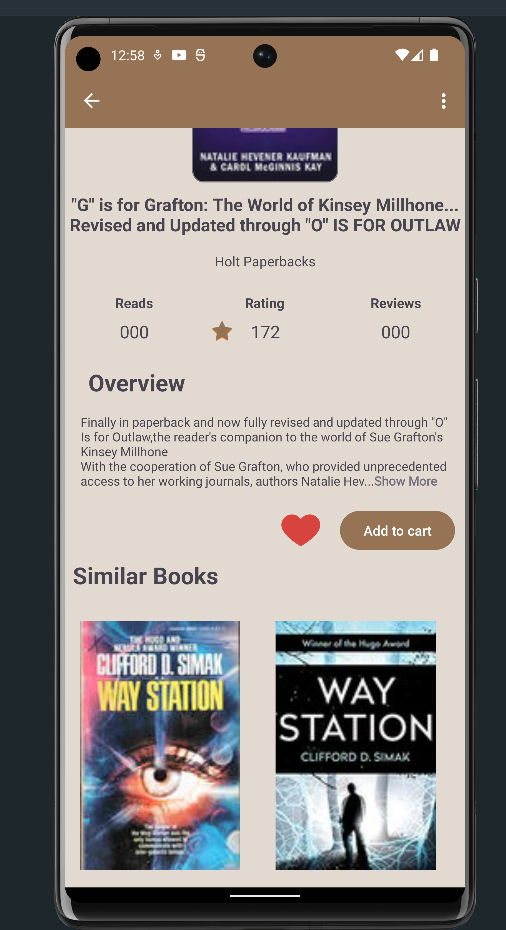 12:58
NATALIE HEVENER KAUFMAN
& CAROL McGINNIS KAY
"G" is for Grafton: The World of Kinsey Millhone...
Revised and Updated through "O" IS FOR OUTLAW
Holt Paperbacks
Reads Rating Reviews
000 172 000
Overview
Finally in paperback and now fully revised and updated through "O"
Is for Outlaw,the reader's companion to the world of Sue Grafton's
Kinsey Millhone
With the cooperation of Sue Grafton, who provided unprecedented
access to her working journals, authors Natalie Hev...Show More
Add to cart
Similar Books
THE HUGO AND
NEBULA AWARD WINNER
CLIFFORD D. SIMAK
WAY STATION
Winner of the Hugo Award
WAY
STATION
CLIFFORD D. SIMAK